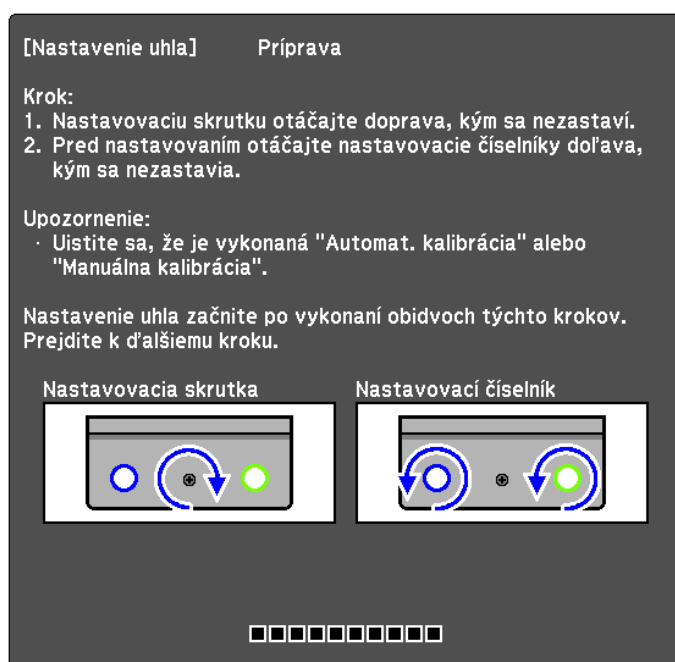 [Nastavenie uhla] Príprava
Krok:
1. Nastavovaciu skrutku otáčajte doprava, kým sa nezastaví.
2. Pred nastavovaním otáčajte nastavovacie číselníky doľava,
kým sa nezastavia.
Upozornenie:
· Uistite sa, že je vykonaná "Automat. kalibrácia" alebo
"Manuálna kalibrácia".
Nastavenie uhla začnite po vykonaní obidvoch týchto krokov.
Prejdite k ďalšiemu kroku.
Nastavovacia skrutka Nastavovací číselník